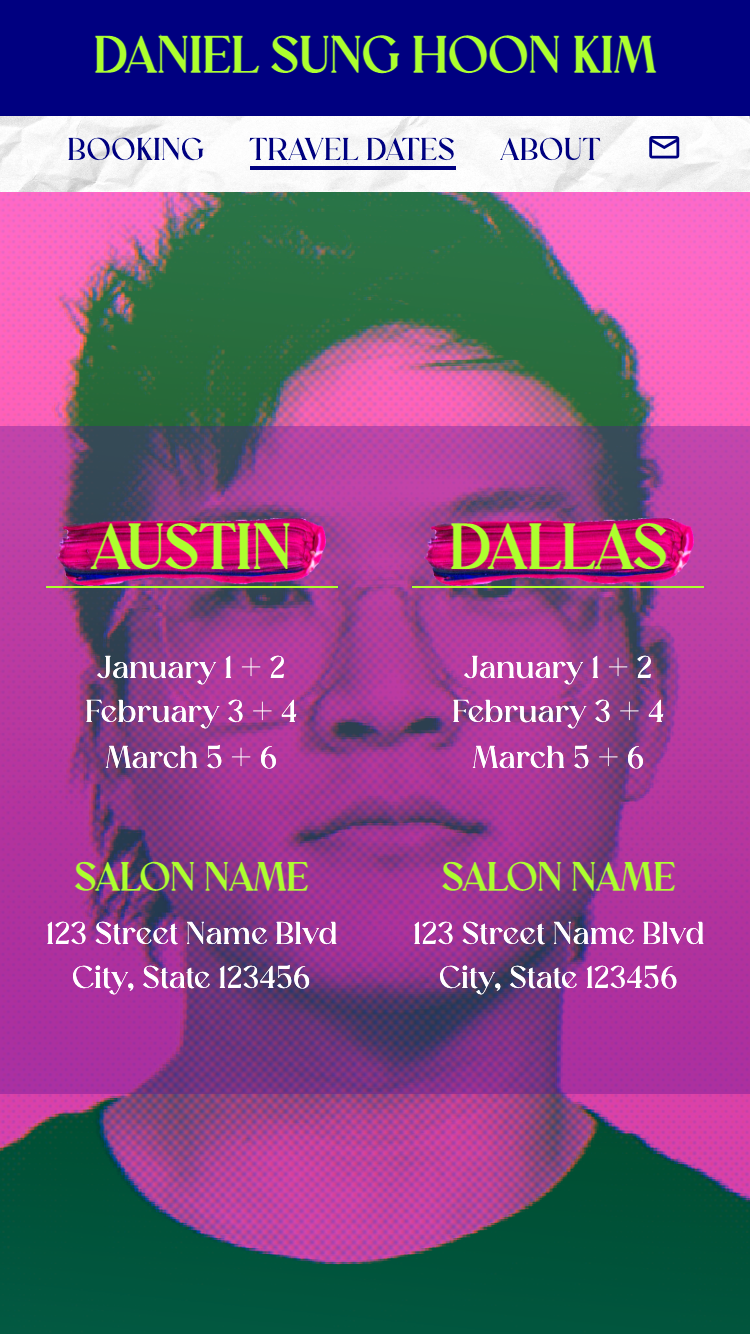 DANIEL SUNG HOON KIM
BOOKING TRAVEL DATES ABOUT
AUSTIN
January 1 + 2
February 3 + 4
March 5 + 6
SALON NAME
123 Street Name Blvd
City, State 123456
DALLAS
January 1 + 2
February 3 + 4
March 5 + 6
SALON NAME
123 Street Name Blvd
City, State 123456